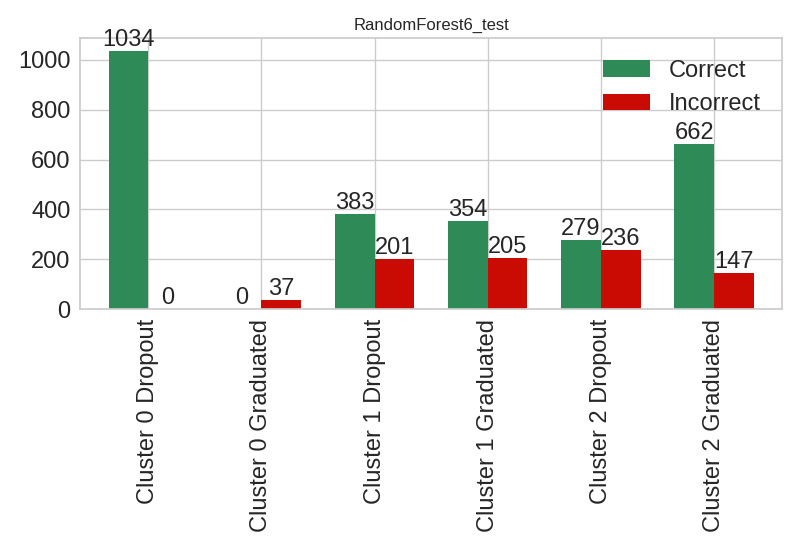 RandomForest6_test
1034
0
0
37
383
201
354
205
279
236
662
147
Correct
Incorrect
1000
800
600
400
200
0
Cluster 0 Dropout
Cluster 0 Graduated
Cluster 1 Dropout
Cluster 1 Graduated
Cluster 2 Dropout
Cluster 2 Graduated